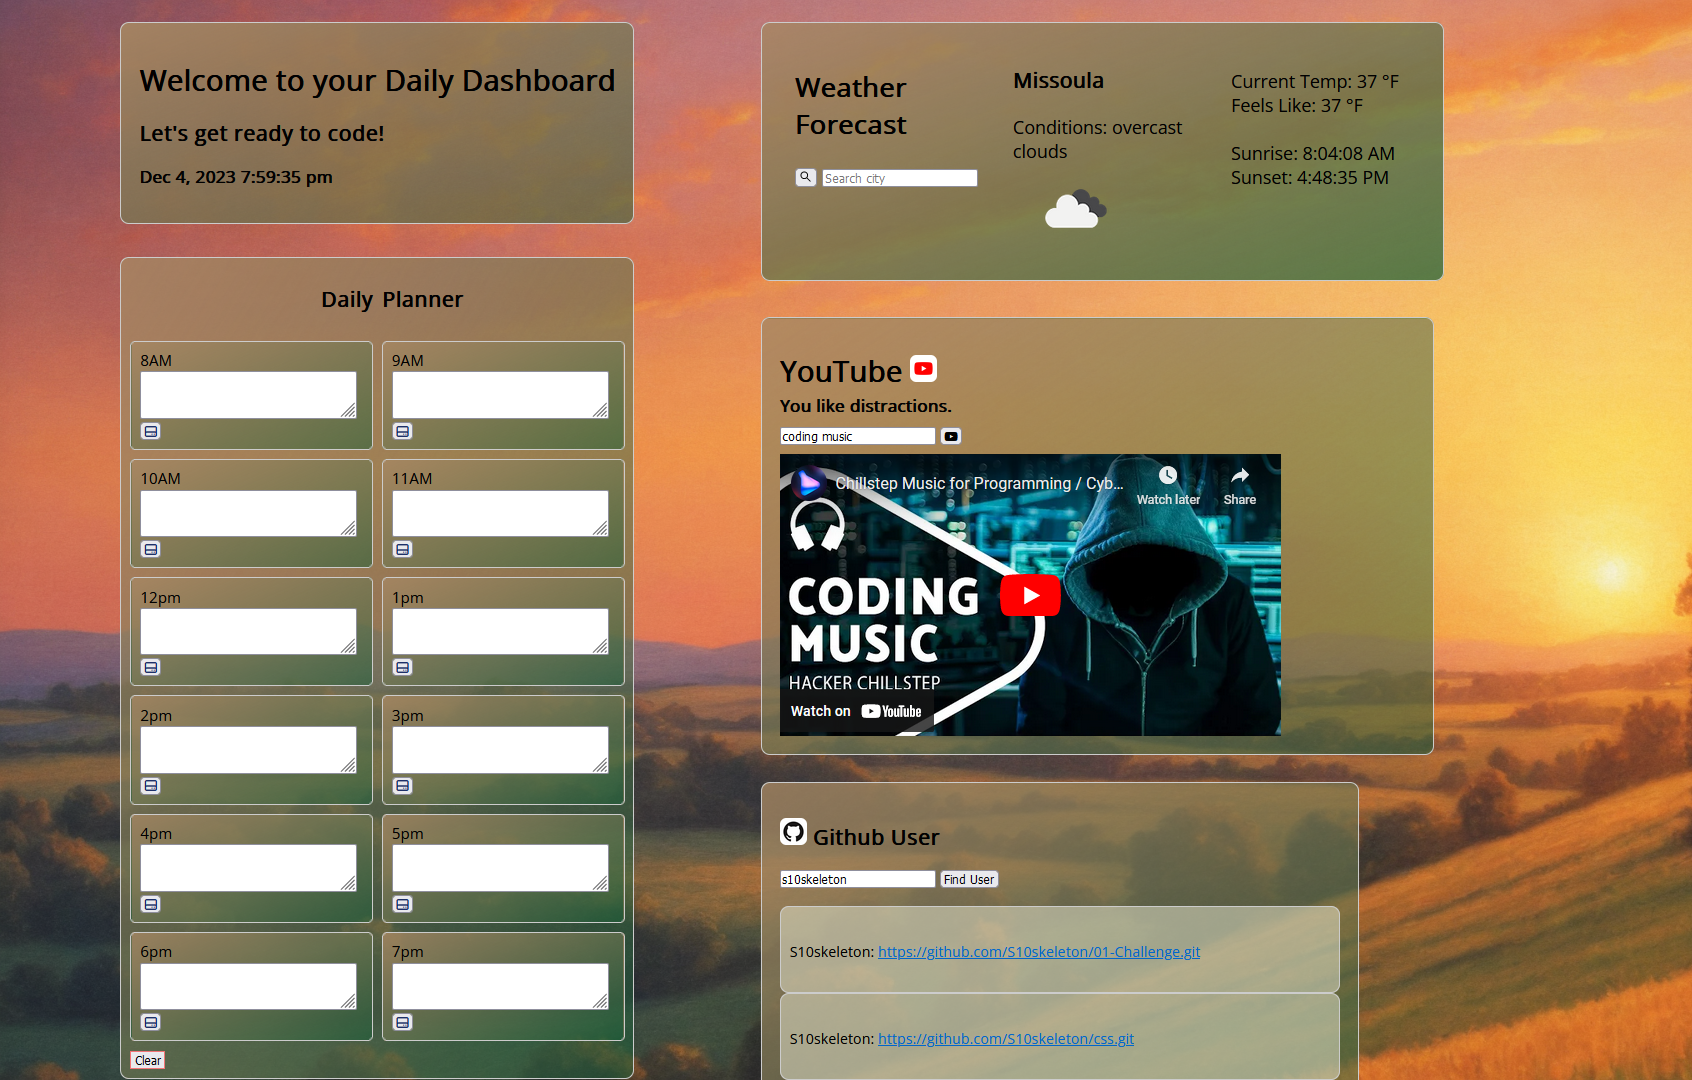 Welcome to your Daily Dashboard
Let's get ready to code!
Dec 4, 2023 7:59:35 pm
Weather
Forecast
Search city
Missoula
Conditions: overcast
clouds
Current Temp: 37 °F
Feels Like: 37 °F
Sunrise: 8:04:08 AM
Sunset: 4:48:35 PM
Daily Planner
8AM
9AM
10AM
11AM
12pm
1pm
2pm
3pm
4pm
5pm
6pm
7pm
Clear
YouTube
You like distractions.
coding music
Chillstep Music for Programming / Cyb...
Watch later
Share
CODING
MUSIC
HACKER CHILLSTEP
Watch on YouTube
Github User
s10skeleton
Find User
S10skeleton: https://github.com/S10skeleton/01-Challenge.git
S10skeleton: https://github.com/S10skeleton/css.git